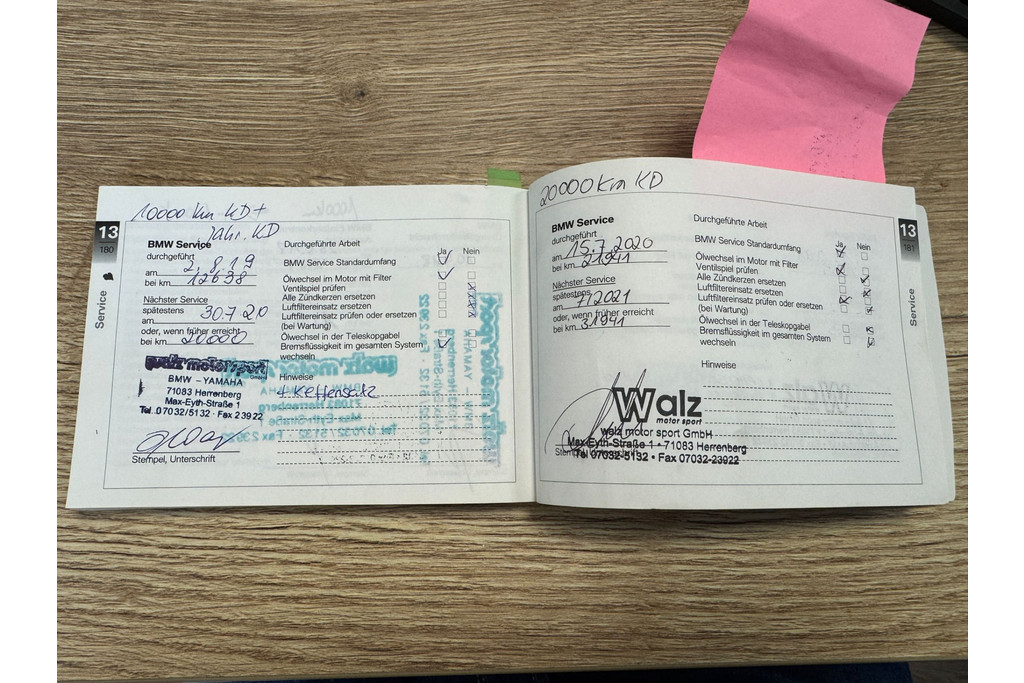 10000 km KD +
Jahr. KD
13
180
Service
BMW Service
durchgeführt
am 2.8.19
bei km 12638
Nächster Service
spätestens
am 30.7.20
oder, wenn früher erreicht
bei km 20000
walz motor sport
GmbH
BMW – YAMAHA
71083 Herrenberg
Max-Eyth-Straße 1
Tel. 07032/5132 · Fax 23922
Stempel, Unterschrift
Durchgeführte Arbeit
Ja Nein
BMW Service Standardumfang
Ölwechsel im Motor mit Filter
Ventilspiel prüfen
Alle Zündkerzen ersetzen
Luftfiltereinsatz ersetzen
Luftfiltereinsatz prüfen oder ersetzen
(bei Wartung)
Ölwechsel in der Teleskopgabel
Bremsflüssigkeit im gesamten System
wechseln
Hinweise
+ Kettensatz
20000 km KD
13
181
Service
BMW Service
durchgeführt
am 15.7.2020
bei km 21941
Nächster Service
spätestens
am 7/2021
oder, wenn früher erreicht
bei km 31941
Walz
motor sport
walz motor sport GmbH
Max-Eyth-Straße 1 • 71083 Herrenberg
Tel 07032-5132 • Fax 07032-23922
Durchgeführte Arbeit
Ja Nein
BMW Service Standardumfang
Ölwechsel im Motor mit Filter
Ventilspiel prüfen
Alle Zündkerzen ersetzen
Luftfiltereinsatz ersetzen
Luftfiltereinsatz prüfen oder ersetzen
(bei Wartung)
Ölwechsel in der Teleskopgabel
Bremsflüssigkeit im gesamten System
wechseln
Hinweise